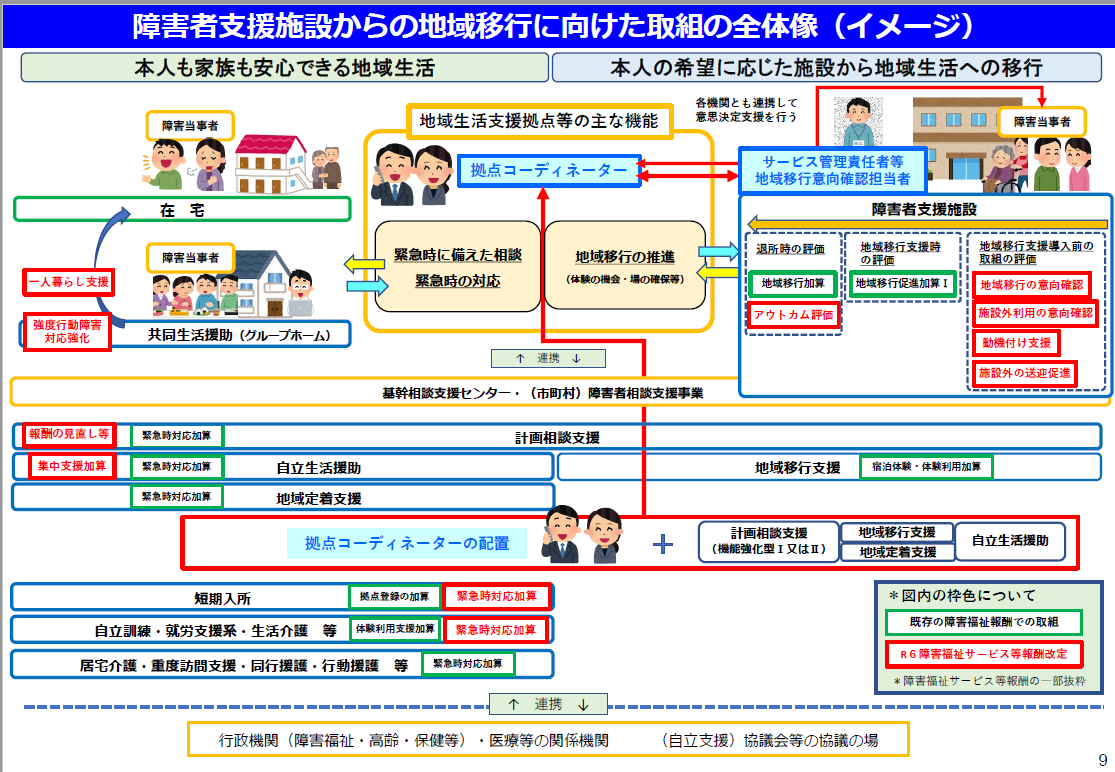 障害者支援施設からの地域移行に向けた取組の全体像（イメージ）
本人も家族も安心できる地域生活
本人の希望に応じた施設から地域生活への移行
障害当事者
在　宅
障害当事者
一人暮らし支援
強度行動障害
対応強化
共同生活援助（グループホーム）
地域生活支援拠点等の主な機能
拠点コーディネーター
緊急時に備えた相談
緊急時の対応
地域移行の推進
（体験の機会・場の確保等）
各機関とも連携して
意思決定支援を行う
サービス管理責任者等
地域移行意向確認担当者
障害当事者
障害者支援施設
退所時の評価
地域移行加算
アウトカム評価
地域移行支援時
の評価
地域移行促進加算Ⅰ
地域移行支援導入前の
取組の評価
地域移行の意向確認
施設外利用の意向確認
動機付け支援
施設外の送迎促進
↑　連携　↓
基幹相談支援センター・（市町村）障害者相談支援事業
報酬の見直し等
緊急時対応加算
計画相談支援
集中支援加算
緊急時対応加算
自立生活援助
地域移行支援
宿泊体験・体験利用加算
緊急時対応加算
地域定着支援
拠点コーディネーターの配置
＋
計画相談支援
（機能強化型Ⅰ又はⅡ）
地域移行支援
地域定着支援
自立生活援助
短期入所
拠点登録の加算
緊急時対応加算
自立訓練・就労支援系・生活介護　等
体験利用支援加算
緊急時対応加算
居宅介護・重度訪問支援・同行援護・行動援護　等
緊急時対応加算
＊図内の枠色について
既存の障害福祉報酬での取組
R６障害福祉サービス等報酬改定
＊障害福祉サービス等報酬の一部抜粋
↑　連携　↓
行政機関（障害福祉・高齢・保健等）・医療等の関係機関　　　（自立支援）協議会等の協議の場
9